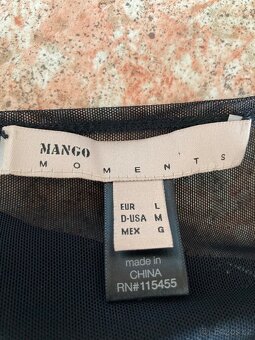 MANGO
MOMENTS
EUR L
D-USA M
MEX G
made in
CHINA
RN#115455